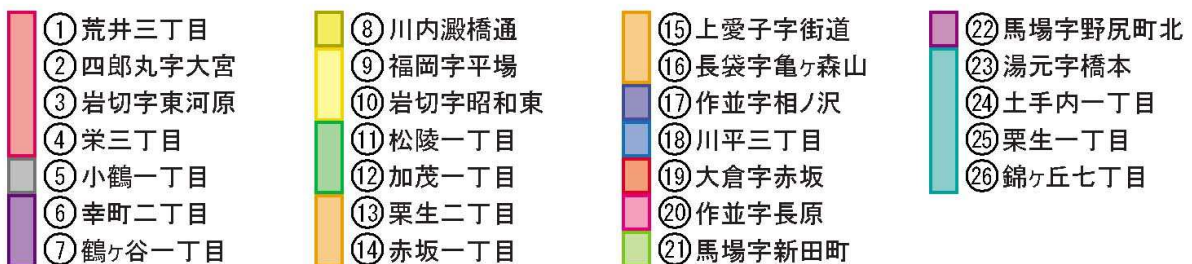 ①荒井三丁目
②四郎丸字大宮
③岩切字東河原
④栄三丁目
⑤小鶴一丁目
⑥幸町二丁目
⑦鶴ヶ谷一丁目
⑧川内澱橋通
⑨福岡字平場
⑩岩切字昭和東
⑪松陵一丁目
⑫加茂一丁目
⑬栗生二丁目
⑭赤坂一丁目
⑮上愛子字街道
⑯長袋字亀ヶ森山
⑰作並字相ノ沢
⑱川平三丁目
⑲大倉字赤坂
⑳作並字長原
㉑馬場字新田町
㉒馬場字野尻町北
㉓湯元字橋本
㉔土手内一丁目
㉕栗生一丁目
㉖錦ヶ丘七丁目